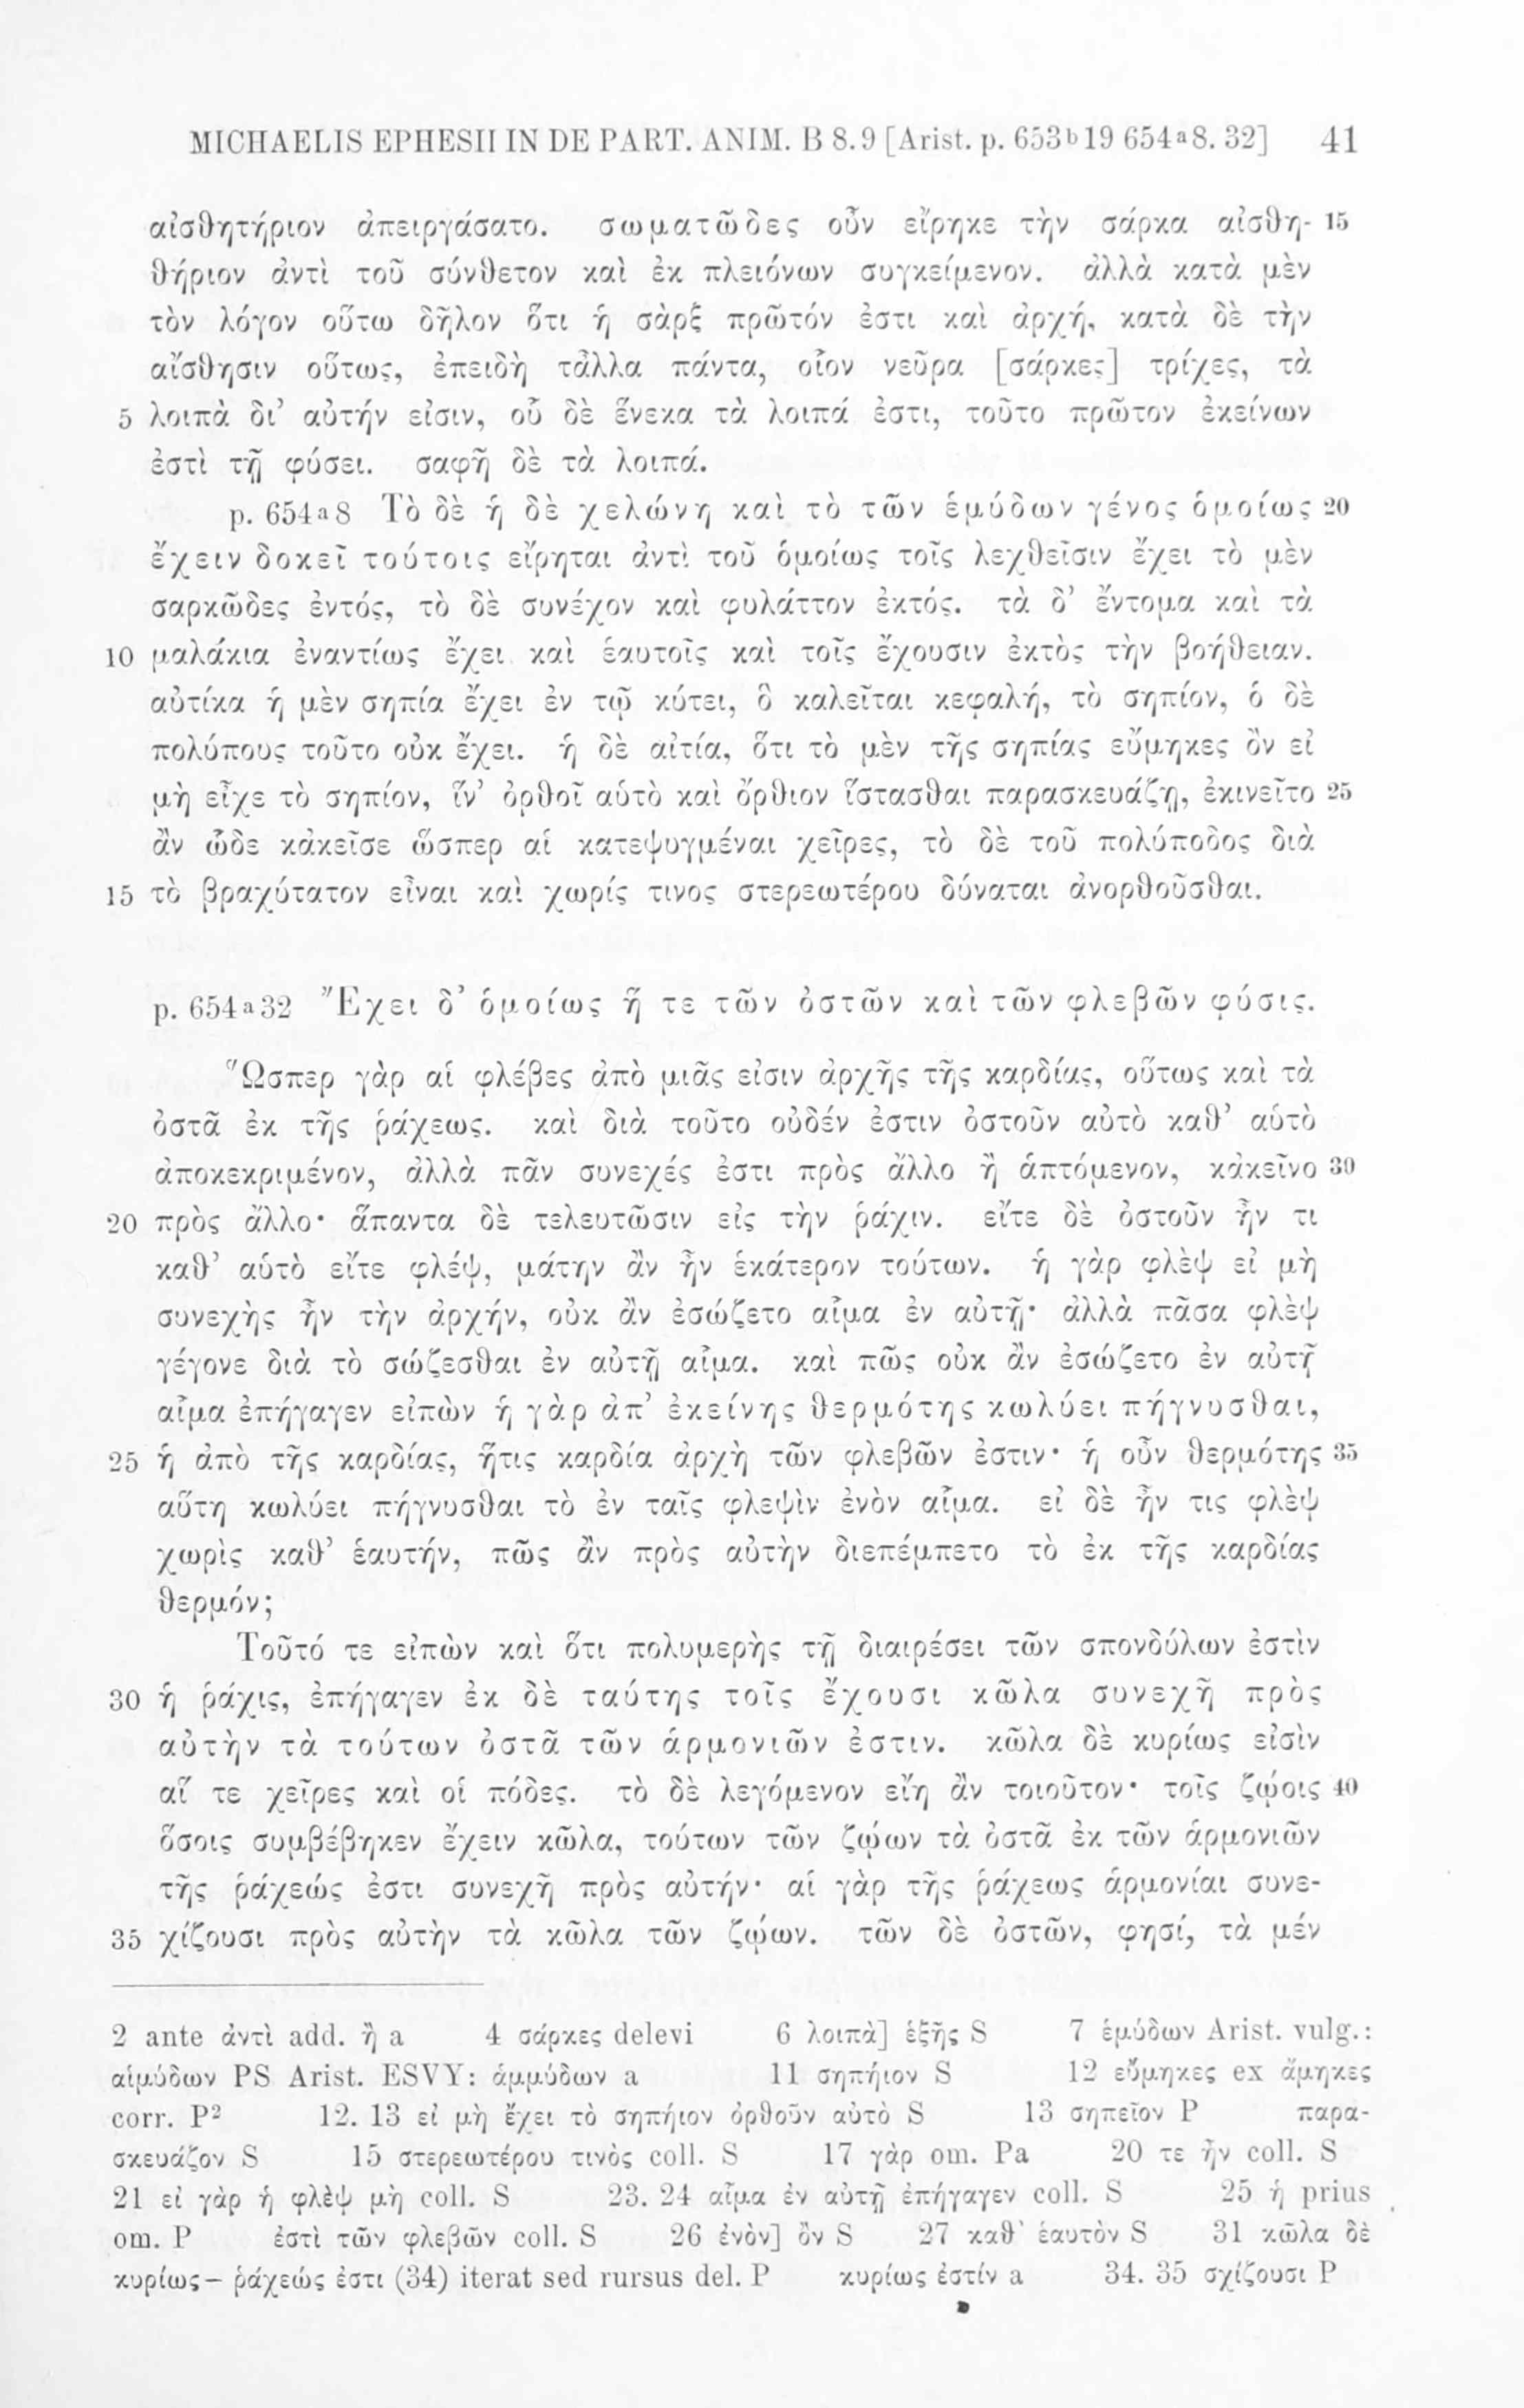 MICHAELIS EPHESII IN DE PART. ANIM. B 8.9 [Arist. p. 653ᵇ19 654ᵃ8. 32] 41
αἰσθητήριον ἀπειργάσατο. σωματῶδες οὖν εἴρηκε τὴν σάρκα αἰσθη- 15
θήριον ἀντὶ τοῦ σύνθετον καὶ ἐκ πλειόνων συγκείμενον. ἀλλὰ κατὰ μὲν
τὸν λόγον οὕτω δῆλον ὅτι ἡ σὰρξ πρῶτόν ἐστι καὶ ἀρχή, κατὰ δὲ τὴν
αἴσθησιν οὕτως, ἐπειδὴ τἆλλα πάντα, οἷον νεῦρα [σάρκες] τρίχες, τὰ
5 λοιπὰ δι’ αὐτήν εἰσιν, οὗ δὲ ἕνεκα τὰ λοιπά ἐστι, τοῦτο πρῶτον ἐκείνων
ἐστὶ τῇ φύσει. σαφῆ δὲ τὰ λοιπά.
p. 654ᵃ8 Τὸ δὲ ἡ δὲ χελώνη καὶ τὸ τῶν ἑμύδων γένος ὁμοίως 20
ἔχειν δοκεῖ τούτοις εἴρηται ἀντὶ τοῦ ὁμοίως τοῖς λεχθεῖσιν ἔχει τὸ μὲν
σαρκῶδες ἐντός, τὸ δὲ συνέχον καὶ φυλάττον ἐκτός. τὰ δ’ ἔντομα καὶ τὰ
10 μαλάκια ἐναντίως ἔχει καὶ ἑαυτοῖς καὶ τοῖς ἔχουσιν ἐκτὸς τὴν βοήθειαν.
αὐτίκα ἡ μὲν σηπία ἔχει ἐν τῷ κύτει, ὃ καλεῖται κεφαλή, τὸ σηπίον, ὁ δὲ
πολύπους τοῦτο οὐκ ἔχει. ἡ δὲ αἰτία, ὅτι τὸ μὲν τῆς σηπίας εὔμηκες ὂν εἰ
μὴ εἶχε τὸ σηπίον, ἵν’ ὀρθοῖ αὑτὸ καὶ ὄρθιον ἵστασθαι παρασκευάζῃ, ἐκινεῖτο 25
ἂν ὧδε κἀκεῖσε ὥσπερ αἱ κατεψυγμέναι χεῖρες, τὸ δὲ τοῦ πολύποδος διὰ
15 τὸ βραχύτατον εἶναι καὶ χωρίς τινος στερεωτέρου δύναται ἀνορθοῦσθαι.
p. 654ᵃ32 Ἔχει δ’ ὁμοίως ἥ τε τῶν ὀστῶν καὶ τῶν φλεβῶν φύσις.
Ὥσπερ γὰρ αἱ φλέβες ἀπὸ μιᾶς εἰσιν ἀρχῆς τῆς καρδίας, οὕτως καὶ τὰ
ὀστᾶ ἐκ τῆς ῥάχεως. καὶ διὰ τοῦτο οὐδέν ἐστιν ὀστοῦν αὐτὸ καθ’ αὑτὸ
ἀποκεκριμένον, ἀλλὰ πᾶν συνεχές ἐστι πρὸς ἄλλο ἢ ἁπτόμενον, κἀκεῖνο 30
20 πρὸς ἄλλο· ἅπαντα δὲ τελευτῶσιν εἰς τὴν ῥάχιν. εἴτε δὲ ὀστοῦν ἦν τι
καθ’ αὑτὸ εἴτε φλέψ, μάτην ἂν ἦν ἑκάτερον τούτων. ἡ γὰρ φλὲψ εἰ μὴ
συνεχὴς ἦν τὴν ἀρχήν, οὐκ ἂν ἐσώζετο αἷμα ἐν αὐτῇ· ἀλλὰ πᾶσα φλὲψ
γέγονε διὰ τὸ σώζεσθαι ἐν αὐτῇ αἷμα. καὶ πῶς οὐκ ἂν ἐσώζετο ἐν αὐτῇ
αἷμα ἐπήγαγεν εἰπὼν ἡ γὰρ ἀπ’ ἐκείνης θερμότης κωλύει πήγνυσθαι,
25 ἡ ἀπὸ τῆς καρδίας, ἥτις καρδία ἀρχὴ τῶν φλεβῶν ἐστιν· ἡ οὖν θερμότης 35
αὕτη κωλύει πήγνυσθαι τὸ ἐν ταῖς φλεψὶν ἐνὸν αἷμα. εἰ δὲ ἦν τις φλὲψ
χωρὶς καθ’ ἑαυτήν, πῶς ἂν πρὸς αὐτὴν διεπέμπετο τὸ ἐκ τῆς καρδίας
θερμόν;
Τοῦτό τε εἰπὼν καὶ ὅτι πολυμερὴς τῇ διαιρέσει τῶν σπονδύλων ἐστὶν
30 ἡ ῥάχις, ἐπήγαγεν ἐκ δὲ ταύτης τοῖς ἔχουσι κῶλα συνεχῆ πρὸς
αὐτὴν τὰ τούτων ὀστᾶ τῶν ἁρμονιῶν ἐστιν. κῶλα δὲ κυρίως εἰσὶν
αἵ τε χεῖρες καὶ οἱ πόδες. τὸ δὲ λεγόμενον εἴη ἂν τοιοῦτον· τοῖς ζῴοις 40
ὅσοις συμβέβηκεν ἔχειν κῶλα, τούτων τῶν ζῴων τὰ ὀστᾶ ἐκ τῶν ἁρμονιῶν
τῆς ῥάχεώς ἐστι συνεχῆ πρὸς αὐτήν· αἱ γὰρ τῆς ῥάχεως ἁρμονίαι συνε-
35 χίζουσι πρὸς αὐτὴν τὰ κῶλα τῶν ζῴων. τῶν δὲ ὀστῶν, φησί, τὰ μέν
2 ante ἀντὶ add. ἢ a 4 σάρκες delevi 6 λοιπὰ] ἑξῆς S 7 ἑμύδων Arist. vulg.:
αἱμύδων PS Arist. ESVY: ἁμμύδων a 11 σηπήιον S 12 εὔμηκες ex ἄμηκες
corr. P² 12. 13 εἰ μὴ ἔχει τὸ σηπήιον ὀρθοῦν αὐτὸ S 13 σηπεῖον P παρα-
σκευάζον S 15 στερεωτέρου τινὸς coll. S 17 γὰρ om. Pa 20 τε ἦν coll. S
21 εἰ γὰρ ἡ φλὲψ μὴ coll. S 23. 24 αἷμα ἐν αὐτῇ ἐπήγαγεν coll. S 25 ἡ prius
om. P ἐστὶ τῶν φλεβῶν coll. S 26 ἐνὸν] ὂν S 27 καθ’ ἑαυτὸν S 31 κῶλα δὲ
κυρίως– ῥάχεώς ἐστι (34) iterat sed rursus del. P κυρίως ἐστίν a 34. 35 σχίζουσι P